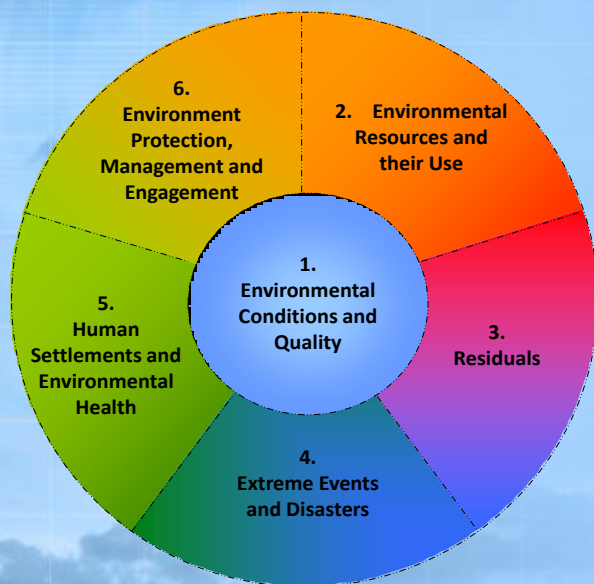 1.
Environmental
Conditions and
Quality
2. Environmental
Resources and
their Use
3.
Residuals
4.
Extreme Events
and Disasters
5.
Human
Settlements and
Environmental
Health
6.
Environment
Protection,
Management and
Engagement